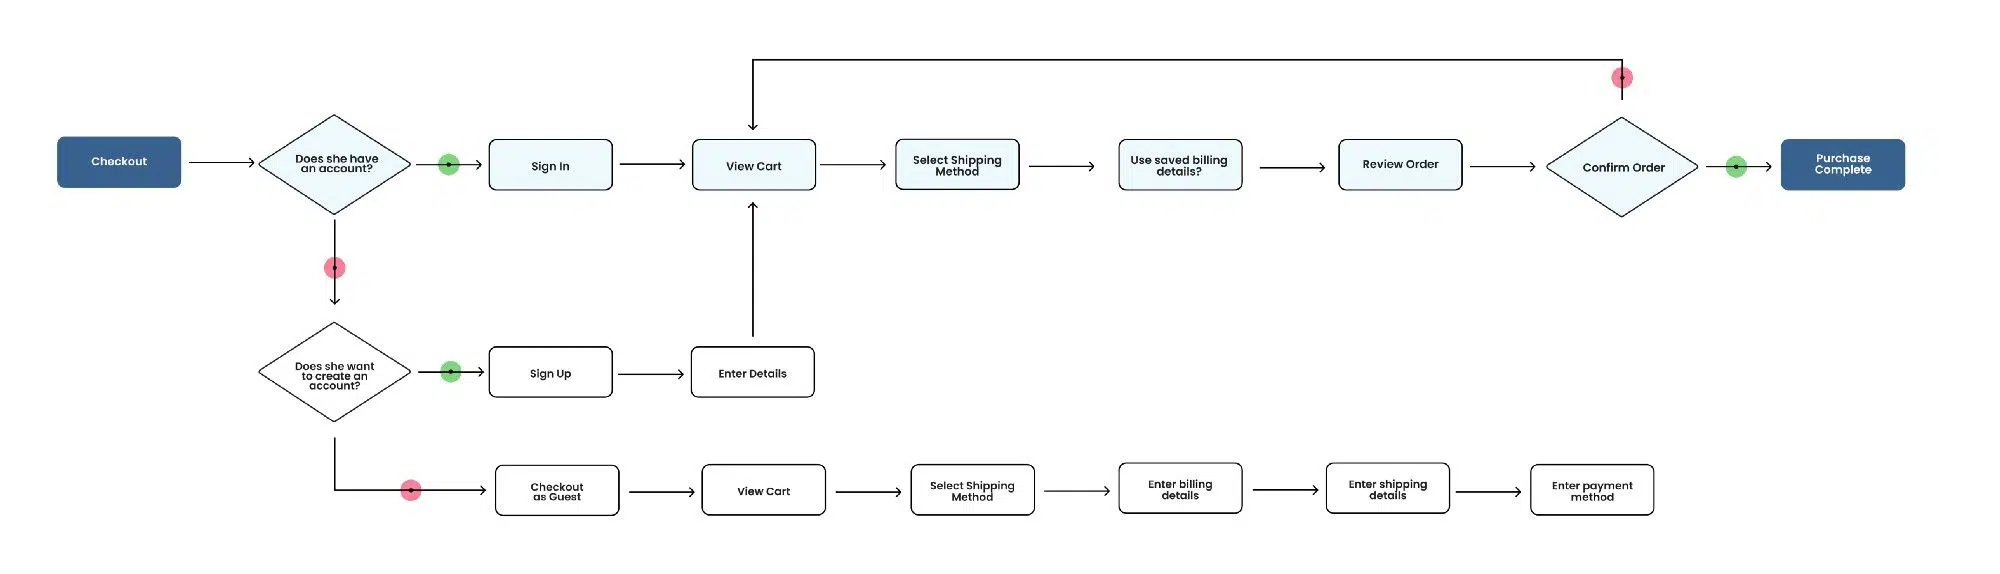 Checkout
Does she have
an account?
Sign In
View Cart
Select Shipping
Method
Use saved billing
details?
Review Order
Confirm Order
Purchase
Complete
Does she want
to create an
account?
Sign Up
Enter Details
Checkout
as Guest
View Cart
Select Shipping
Method
Enter billing
details
Enter shipping
details
Enter payment
method